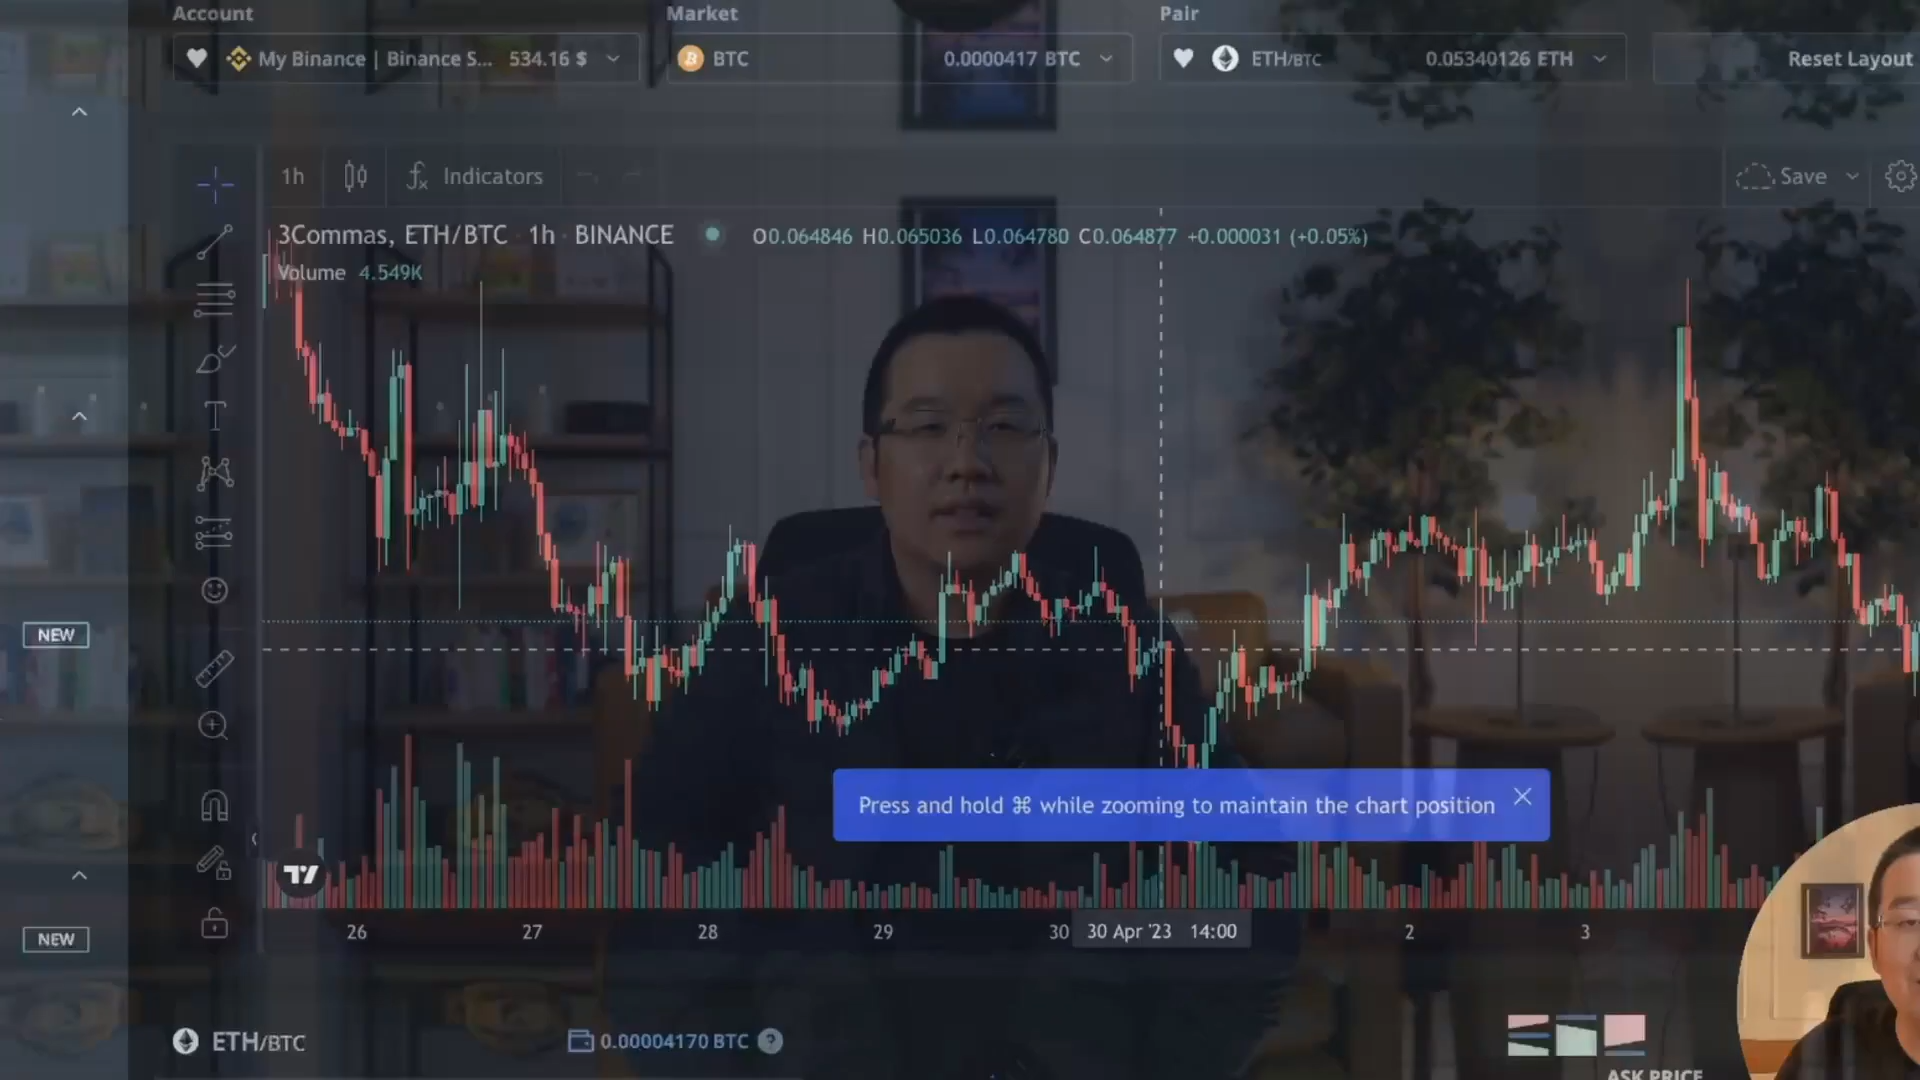 Account
Market
Pair
My Binance | Binance S... 534.16 $
BTC 0.0000417 BTC
ETH/BTC 0.05340126 ETH
Reset Layout
1h
Indicators
Save
3Commas, ETH/BTC · 1h · BINANCE
O0.064846 H0.065036 L0.064780 C0.064877 +0.000031 (+0.05%)
Volume 4.549K
T
NEW
Press and hold ⌘ while zooming to maintain the chart position
26 27 28 29 30 30 Apr '23 14:00 2 3
NEW
ETH/BTC
0.00004170 BTC ?
ASK PRICE